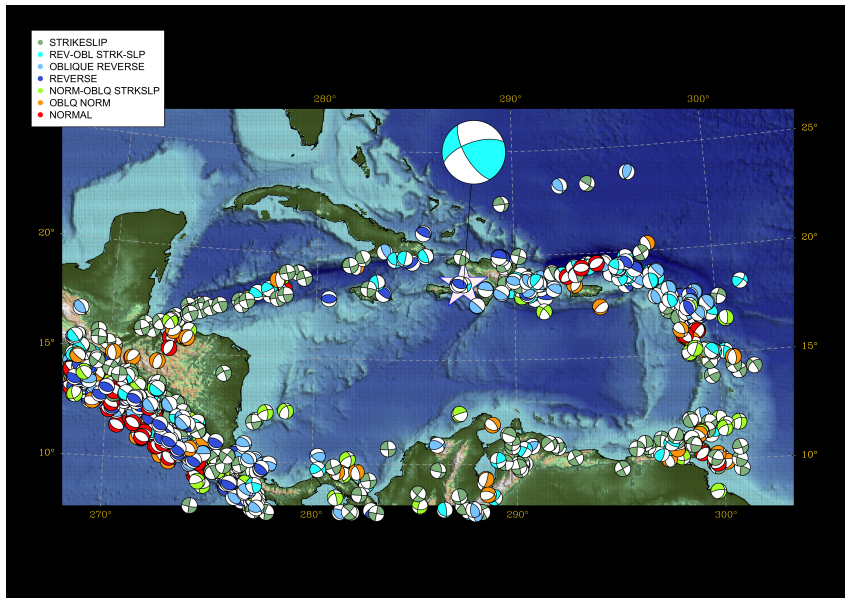 STRIKESLIP
REV-OBL STRK-SLP
OBLIQUE REVERSE
REVERSE
NORM-OBLQ STRKSLP
OBLQ NORM
NORMAL
280° 290° 300°
25° 25°
20° 20°
15° 15°
10° 10°
270° 280° 290° 300°